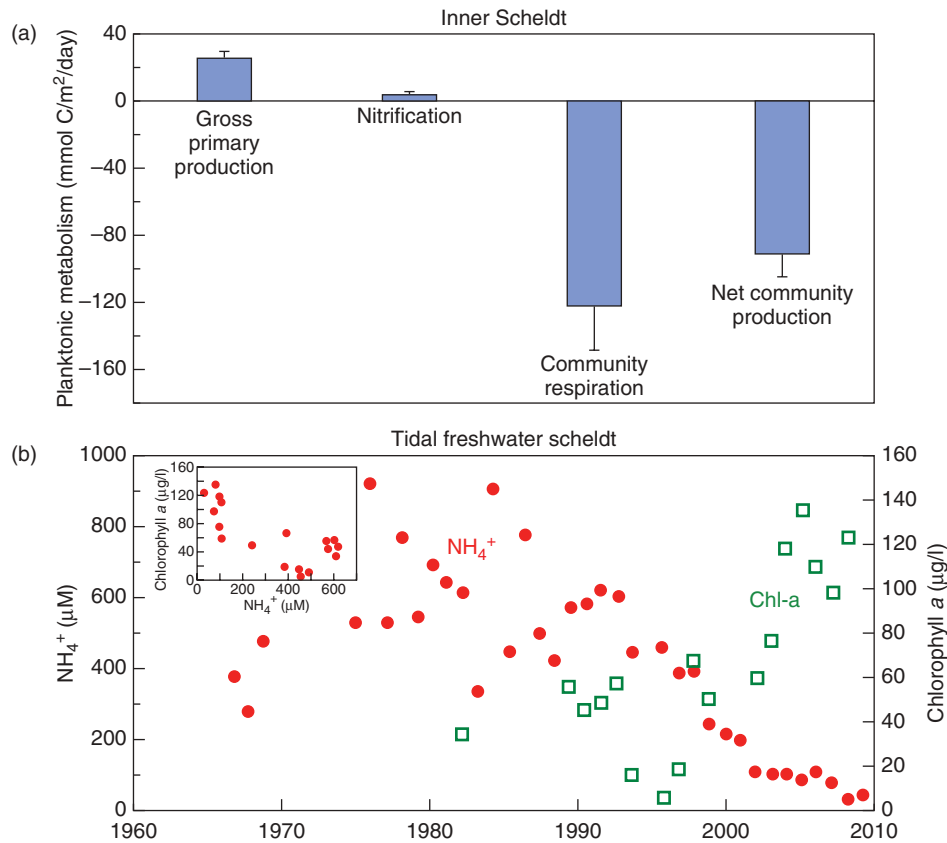 Inner Scheldt
(a)
Planktonic metabolism (mmol C/m²/day)
40
0
−40
−80
−120
−160
Gross
primary
production
Nitrification
Community
respiration
Net community
production
Tidal freshwater scheldt
(b)
NH₄⁺ (μM)
1000
800
600
400
200
0
Chlorophyll a (μg/l)
160
120
80
40
0
0 200 400 600
NH₄⁺ (μM)
NH₄⁺
Chl-a
160
140
120
100
80
60
40
20
0
Chlorophyll a (μg/l)
1960 1970 1980 1990 2000 2010